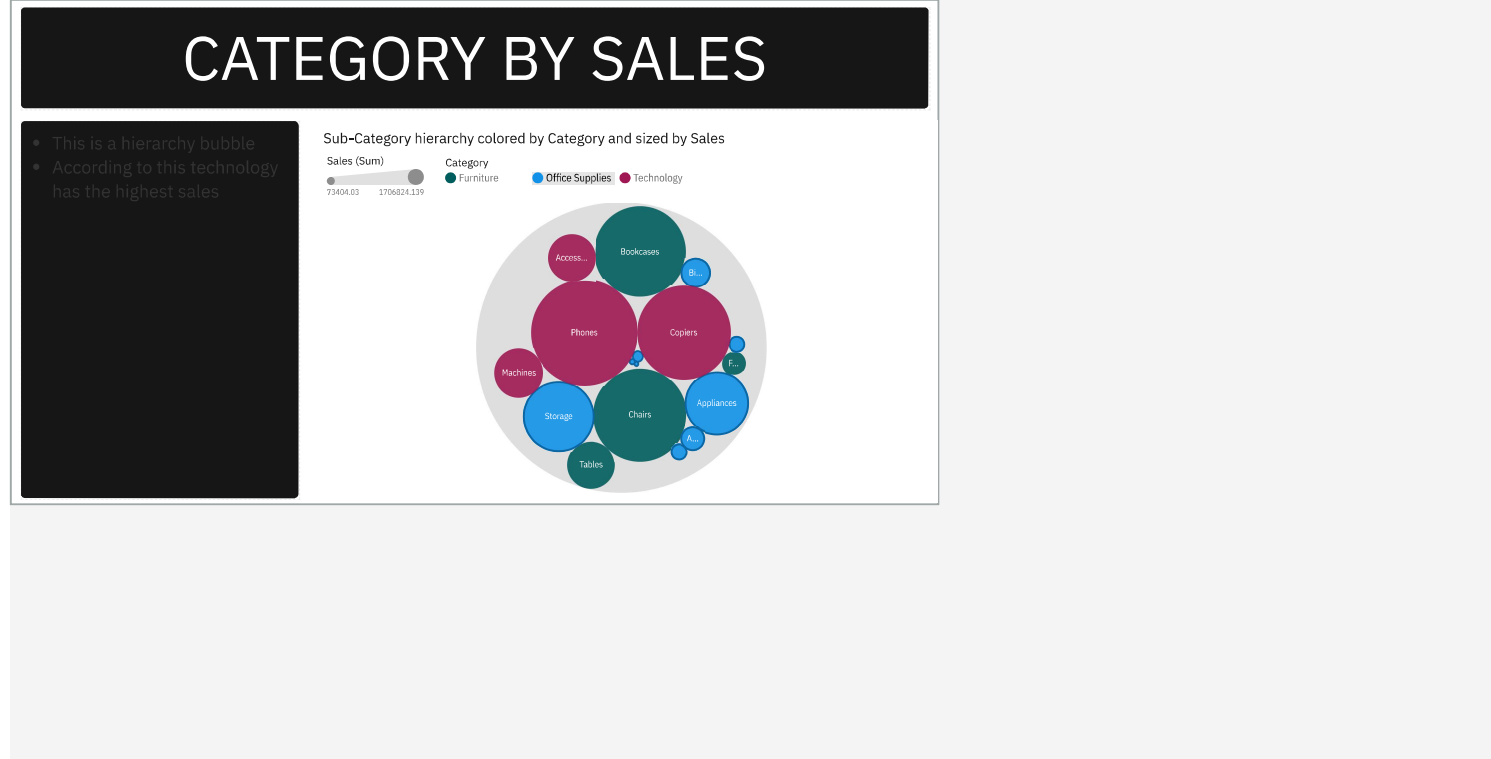 CATEGORY BY SALES
• This is a hierarchy bubble
• According to this technology
has the highest sales
Sub-Category hierarchy colored by Category and sized by Sales
Sales (Sum)
73404.03 1706824.139
Category
Furniture Office Supplies Technology
Bookcases
Access...
Bi...
Phones
Copiers
F...
Machines
Appliances
Storage
Chairs
A...
Tables